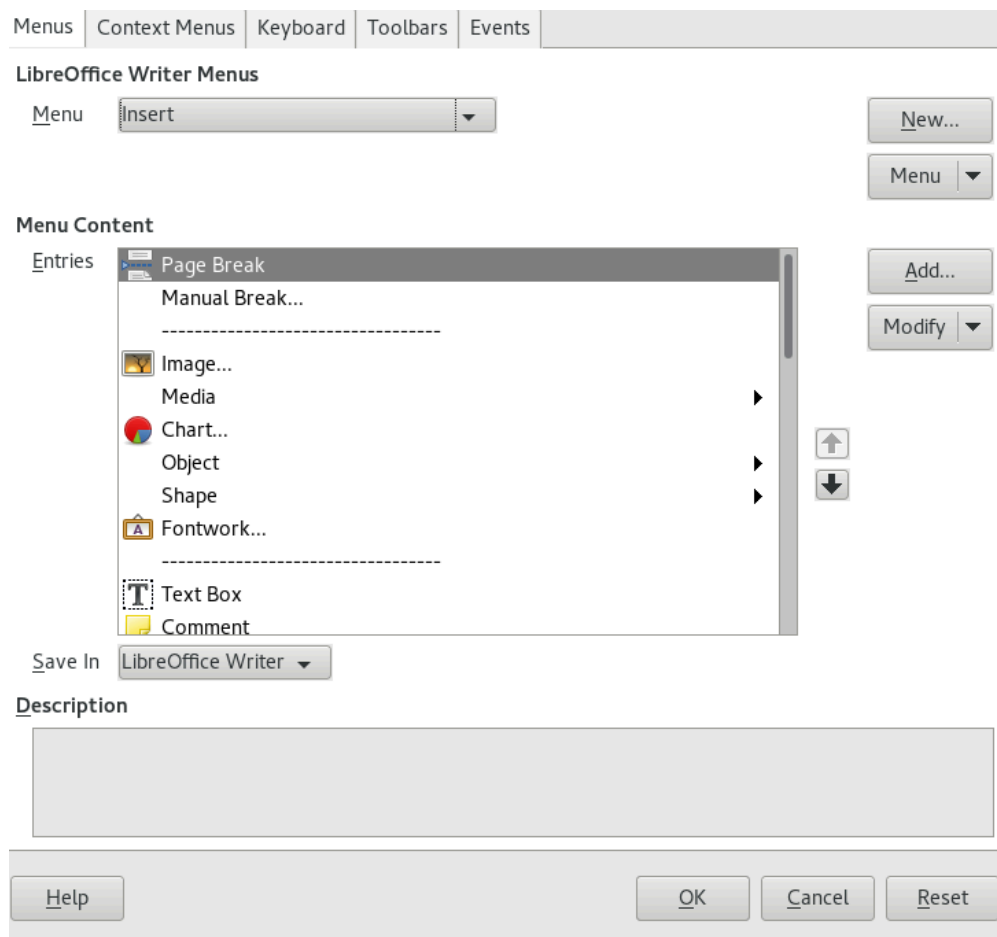 Menus Context Menus Keyboard Toolbars Events
LibreOffice Writer Menus
Menu Insert New...
Menu
Menu Content
Entries Page Break Add...
Manual Break...
Modify
----------------------------------
Image...
Media
Chart...
Object
Shape
Fontwork...
----------------------------------
T Text Box
Comment
Save In LibreOffice Writer
Description
Help OK Cancel Reset